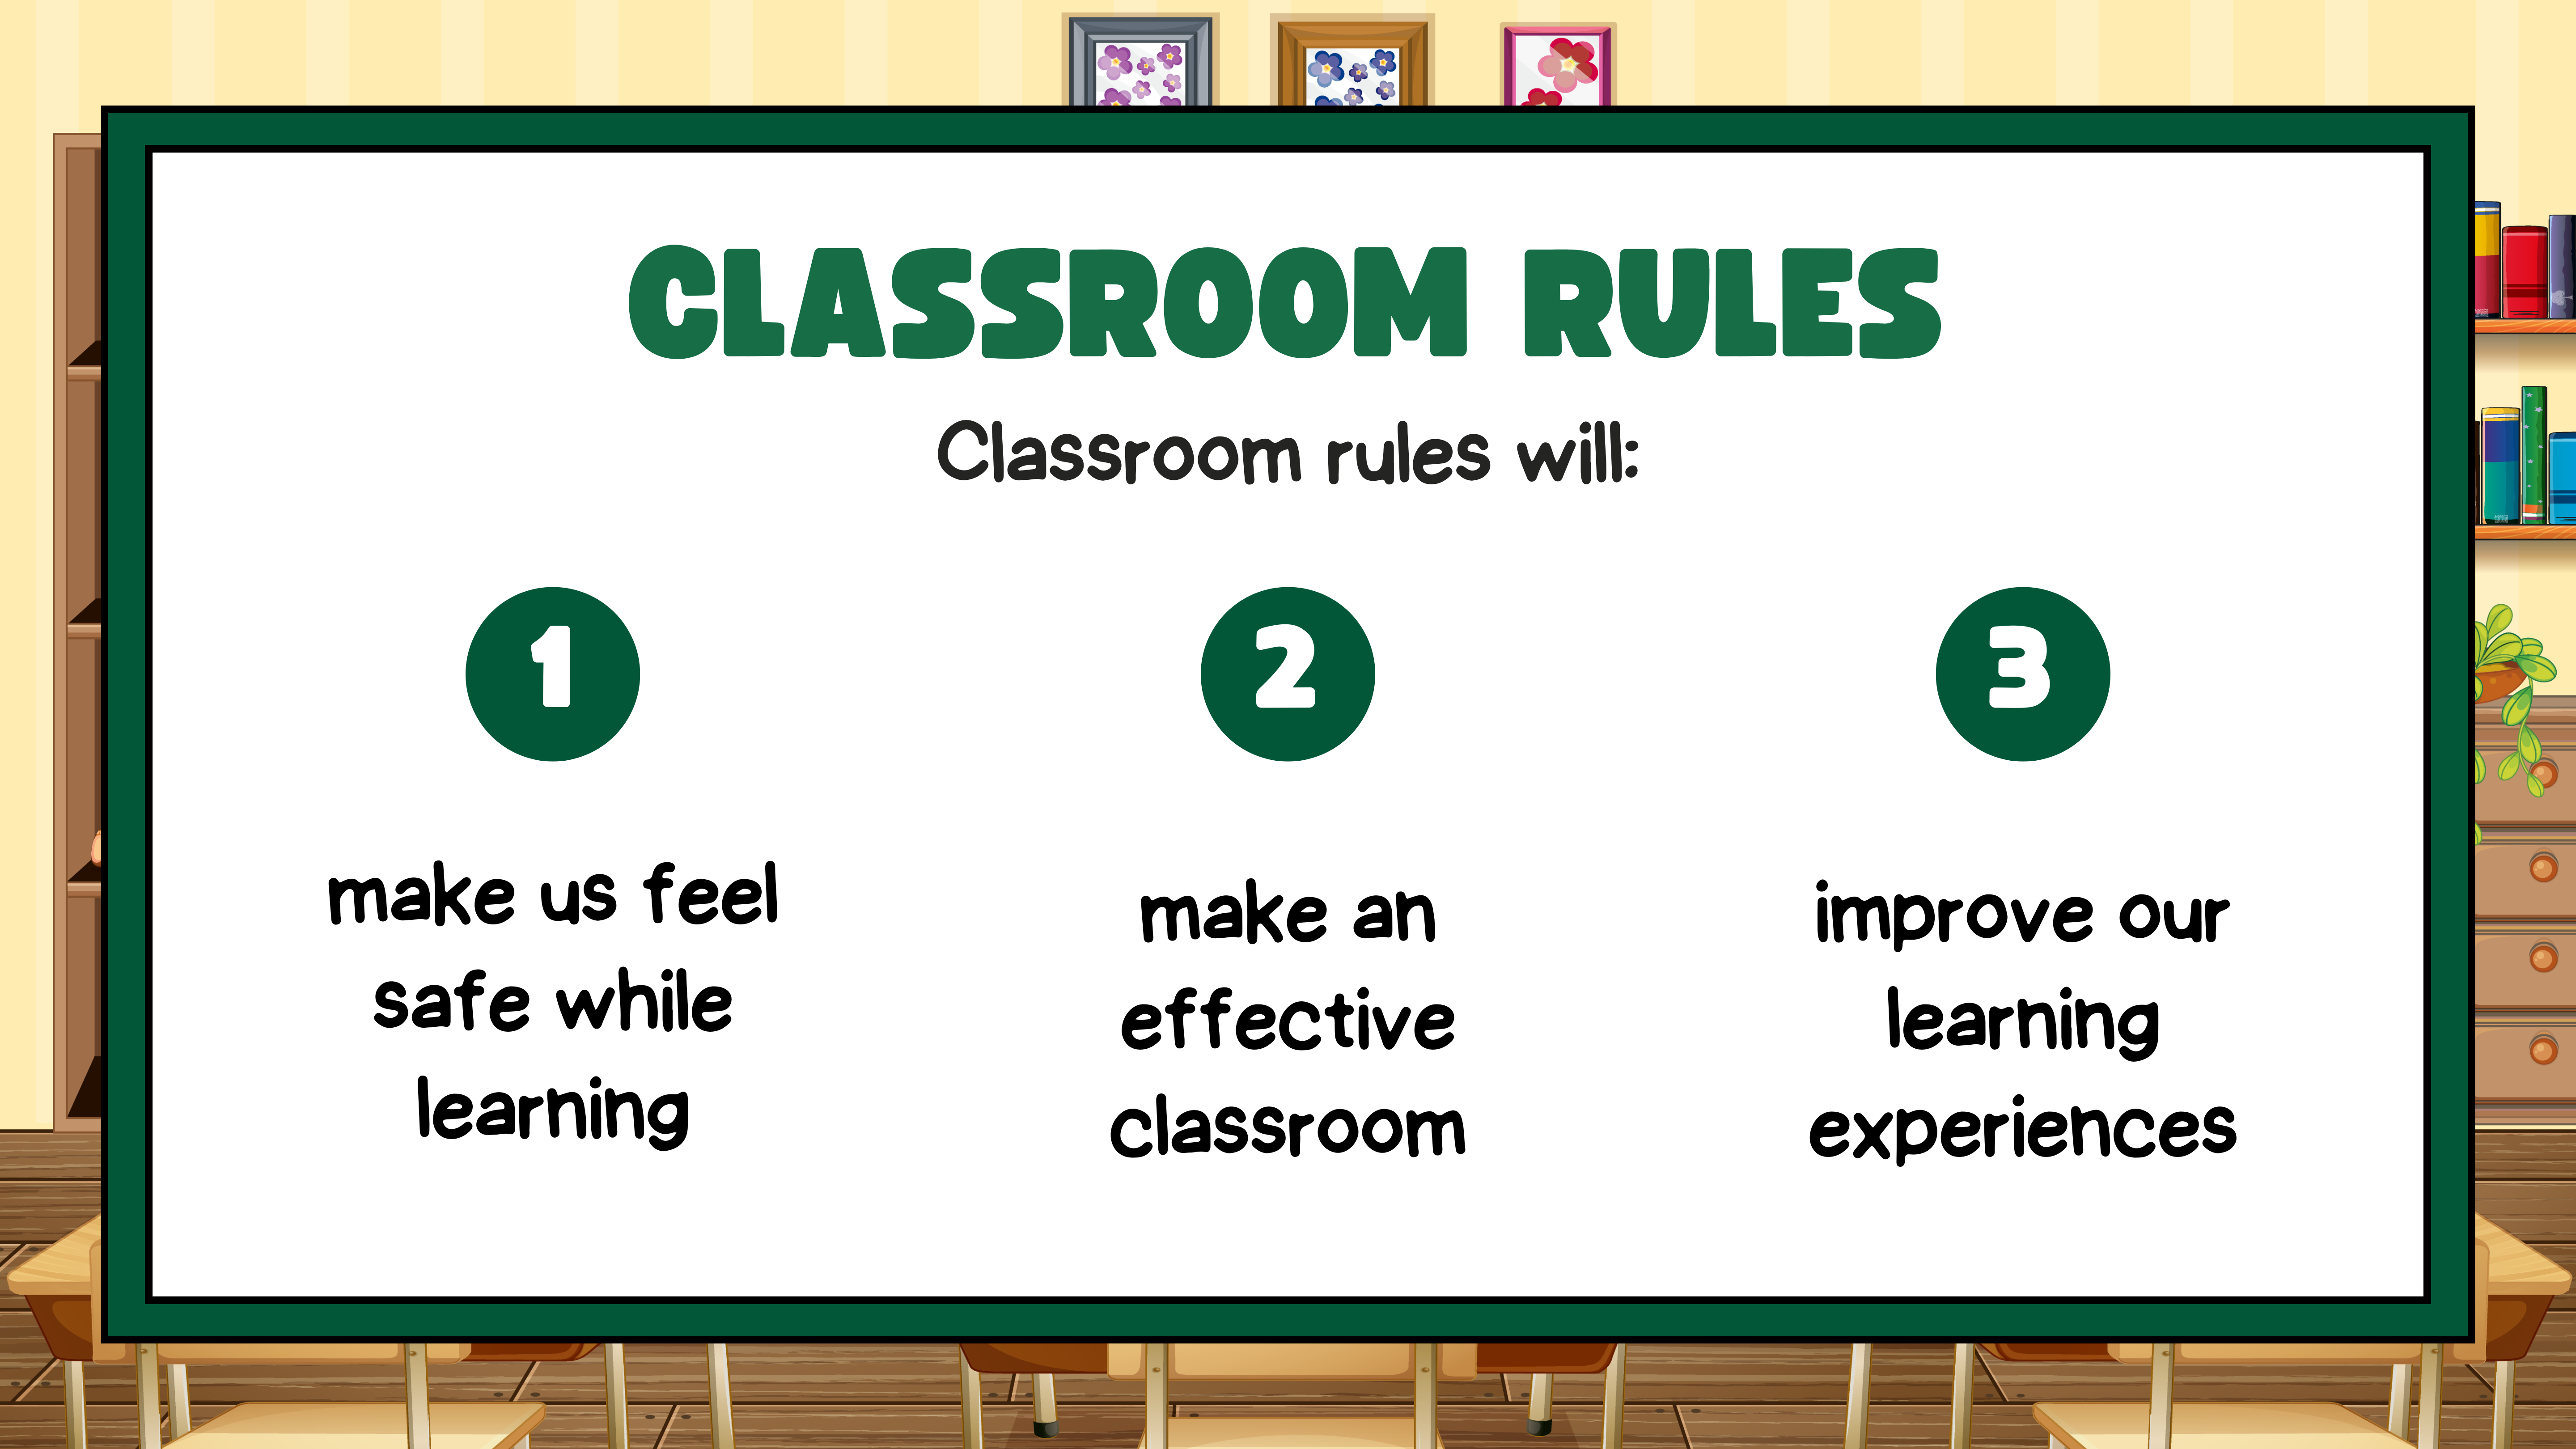 CLASSROOM RULES
Classroom rules will:
1
make us feel
safe while
learning
2
make an
effective
classroom
3
improve our
learning
experiences